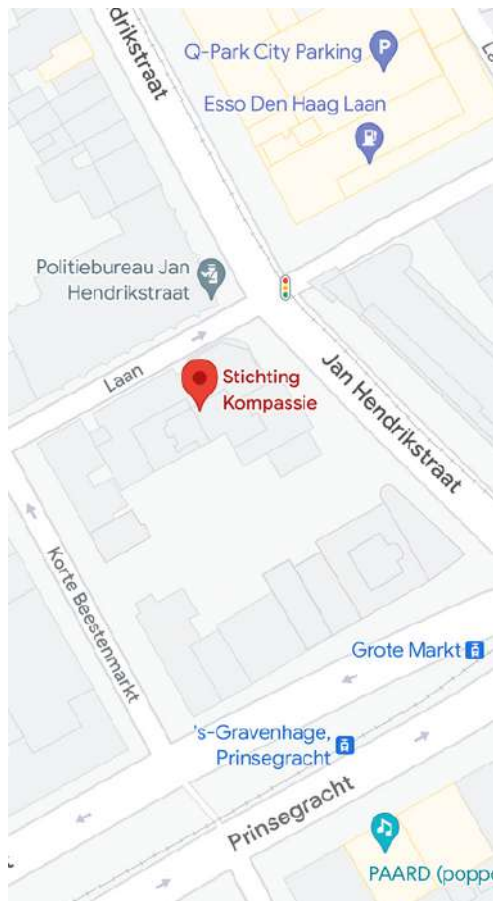 drikstraat
Q-Park City Parking
P
Esso Den Haag Laan
Politiebureau Jan
Hendrikstraat
Laan
Stichting
Kompassie
Jan Hendrikstraat
Korte Beestenmarkt
Grote Markt
's-Gravenhage,
Prinsegracht
Prinsegracht
PAARD (poppo